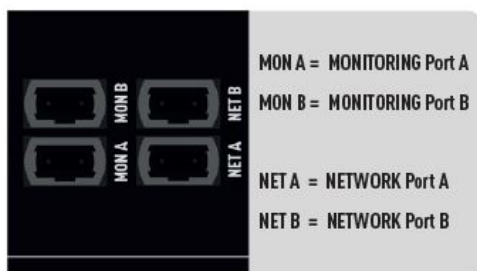 MON B
NET B
MON A
NET A
MON A = MONITORING Port A
MON B = MONITORING Port B
NET A = NETWORK Port A
NET B = NETWORK Port B